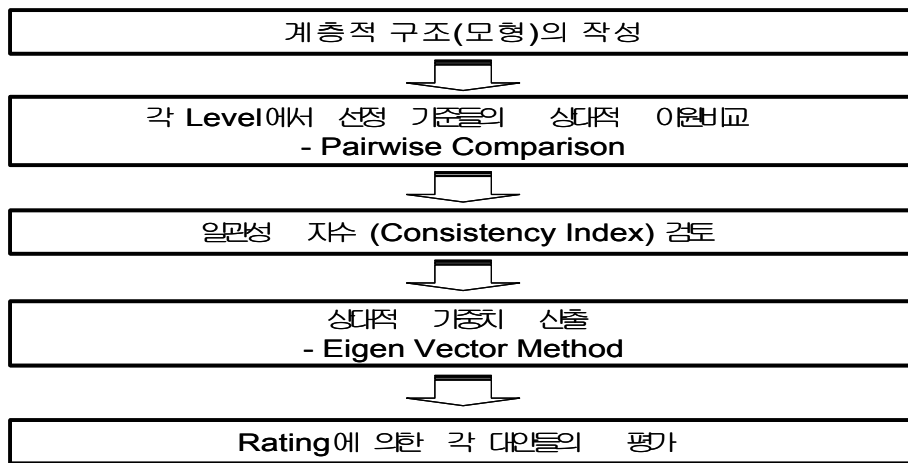 계층적 구조(모형)의 작성
각 Level에서 선정 기준들의 상대적 이원비교
- Pairwise Comparison
일관성 지수 (Consistency Index) 검토
상대적 가중치 산출
- Eigen Vector Method
Rating에 의한 각 대안들의 평가